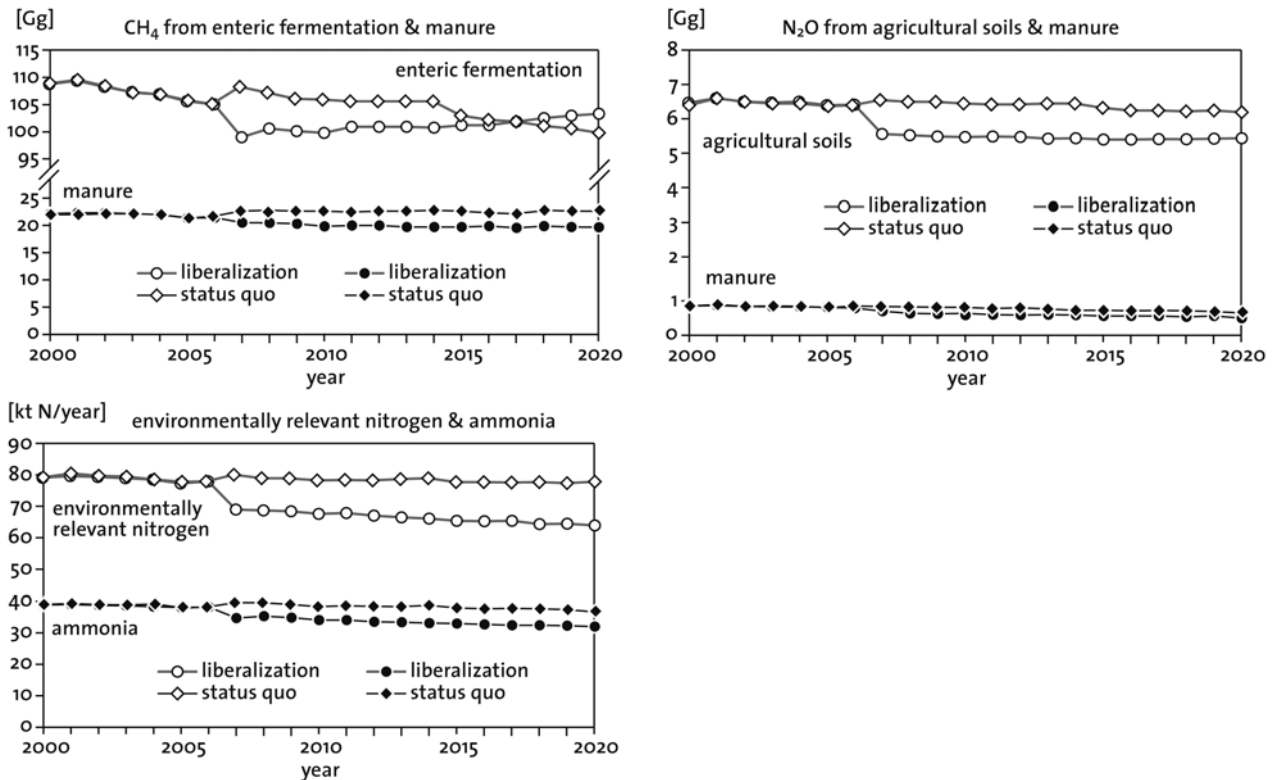 [Gg]
CH₄ from enteric fermentation & manure
115
110
105
100
95
25
20
15
10
5
0
enteric fermentation
manure
liberalization
status quo
liberalization
status quo
2000
2005
2010
2015
2020
year
[Gg]
N₂O from agricultural soils & manure
8
7
6
5
4
3
2
1
0
agricultural soils
liberalization
status quo
liberalization
status quo
manure
2000
2005
2010
2015
2020
year
[kt N/year]
environmentally relevant nitrogen & ammonia
90
80
70
60
50
40
30
20
10
0
environmentally
relevant nitrogen
ammonia
liberalization
status quo
liberalization
status quo
2000
2005
2010
2015
2020
year